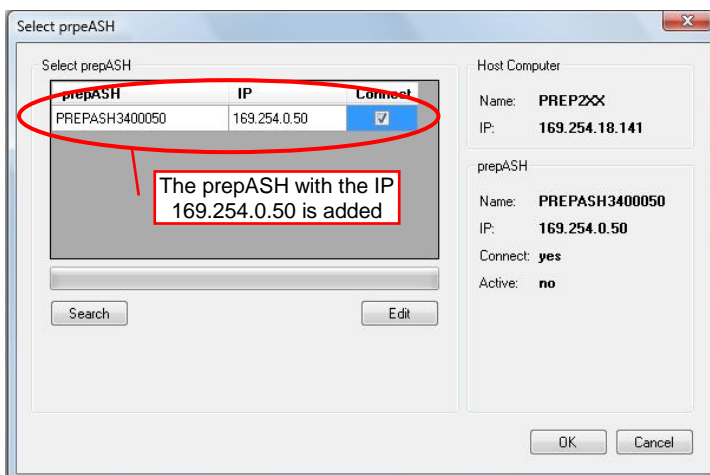 Select prpeASH
Select prepASH
prepASH IP Connect
PREPASH3400050 169.254.0.50
The prepASH with the IP
169.254.0.50 is added
Search Edit
Host Computer
Name: PREP2XX
IP: 169.254.18.141
prepASH
Name: PREPASH3400050
IP: 169.254.0.50
Connect: yes
Active: no
OK Cancel